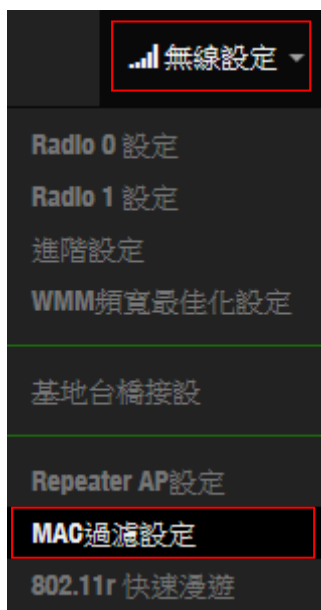 無線設定
Radio 0 設定
Radio 1 設定
進階設定
WMM頻寬最佳化設定
基地台橋接設
Repeater AP設定
MAC過濾設定
802.11r 快速漫遊